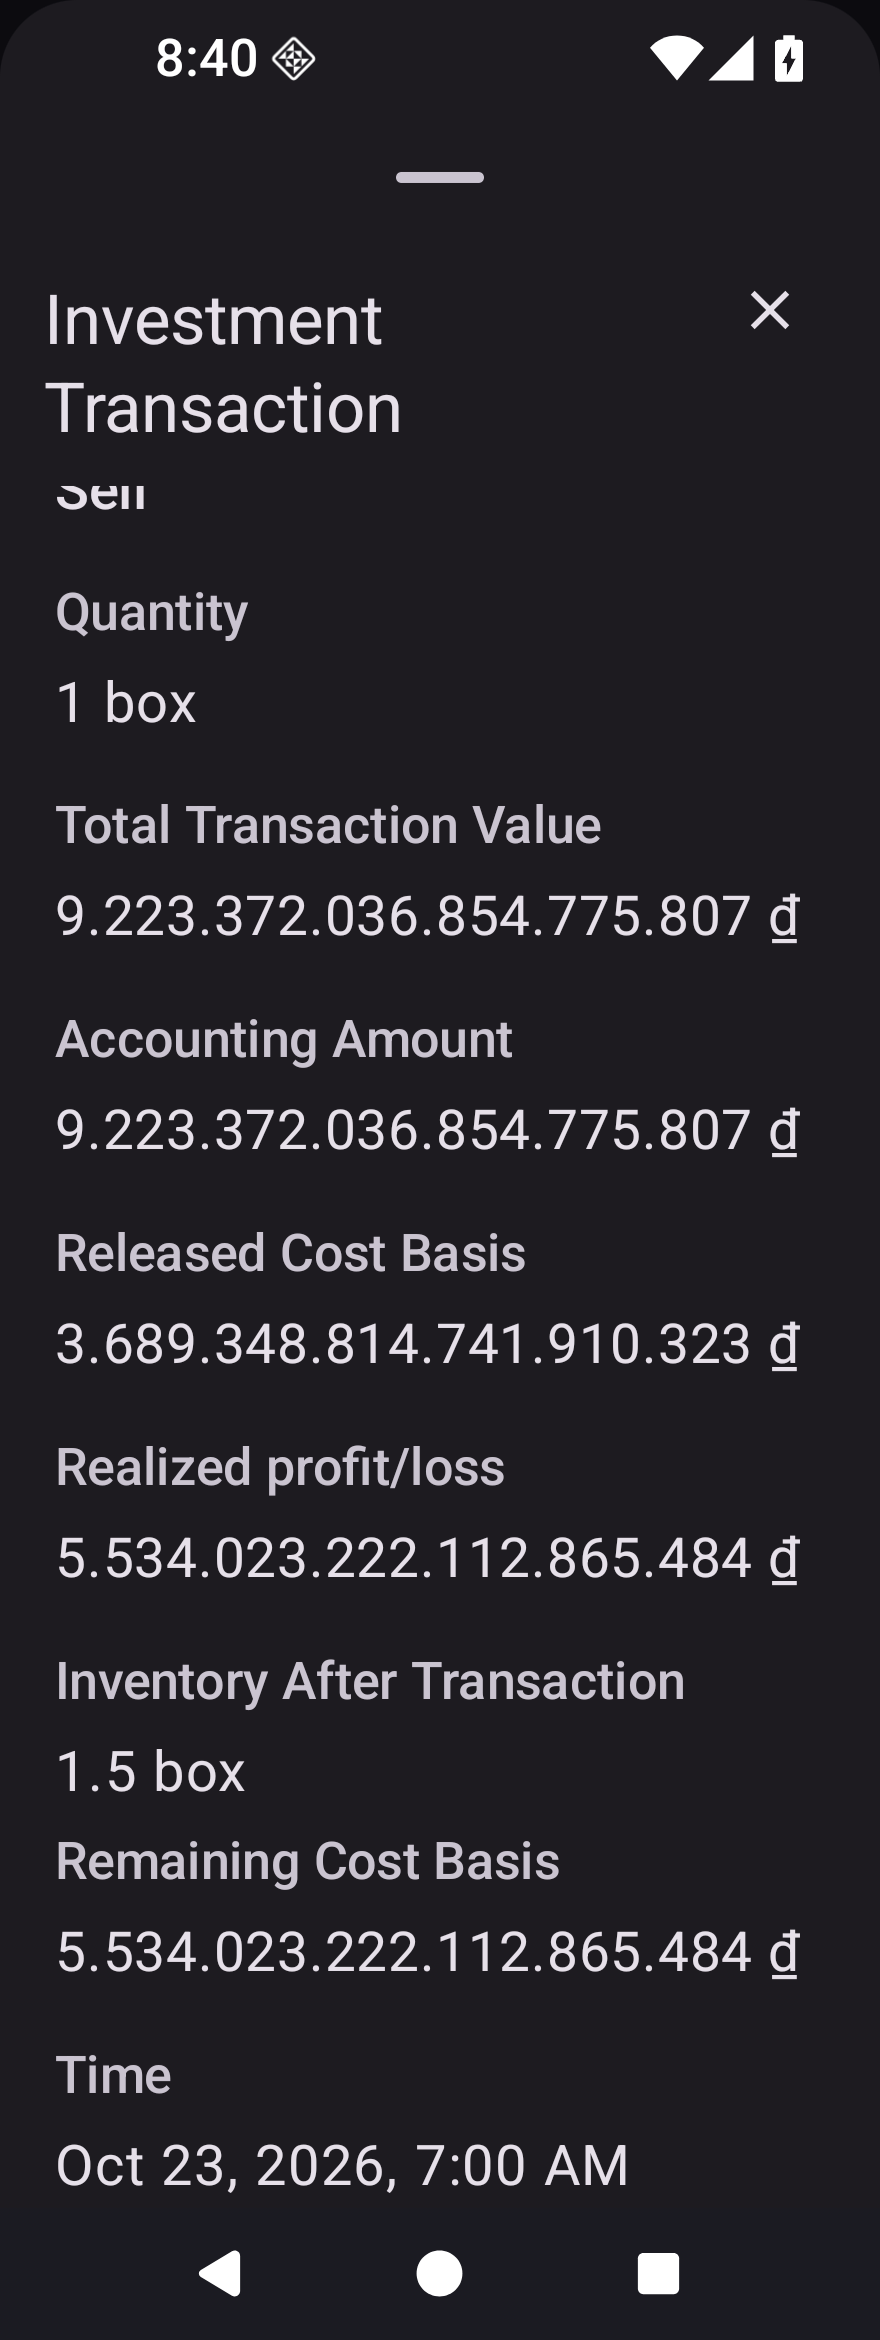 8:40
Investment
Transaction
Sell
Quantity
1 box
Total Transaction Value
9.223.372.036.854.775.807 ₫
Accounting Amount
9.223.372.036.854.775.807 ₫
Released Cost Basis
3.689.348.814.741.910.323 ₫
Realized profit/loss
5.534.023.222.112.865.484 ₫
Inventory After Transaction
1.5 box
Remaining Cost Basis
5.534.023.222.112.865.484 ₫
Time
Oct 23, 2026, 7:00 AM